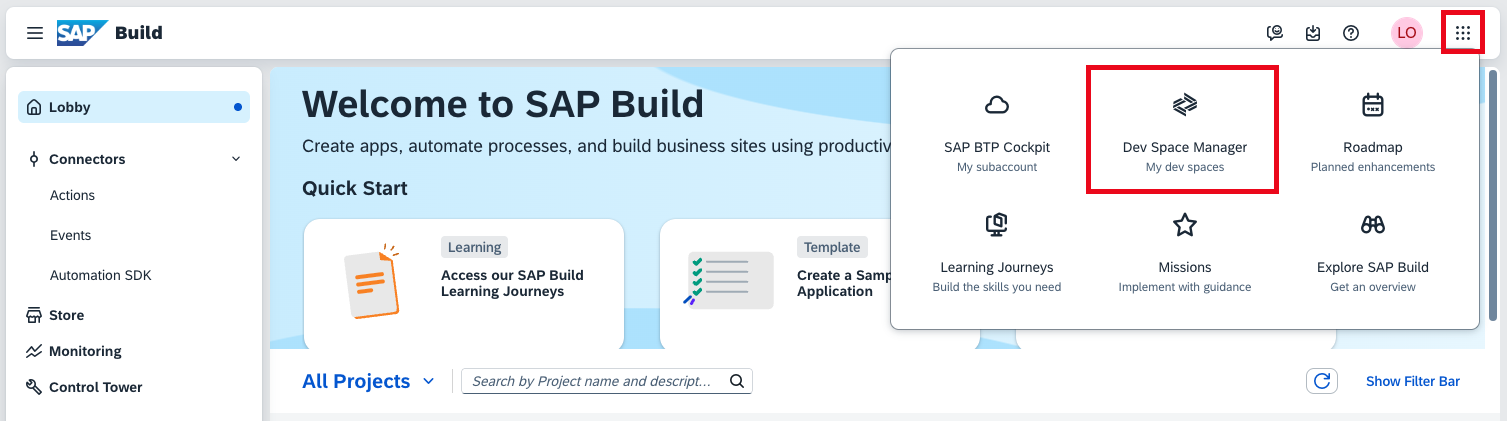 SAP Build
LO
Lobby
Connectors
Actions
Events
Automation SDK
Store
Monitoring
Control Tower
Welcome to SAP Build
Create apps, automate processes, and build business sites using
Quick Start
Learning
Access our SAP Build
Learning Journeys
Template
Create a
Application
SAP BTP Cockpit
My subaccount
Dev Space Manager
My dev spaces
Roadmap
Planned enhancements
Learning Journeys
Build the skills you need
Missions
Implement with guidance
Explore SAP Build
Get an overview
All Projects
Search by Project name and descript...
Show Filter Bar